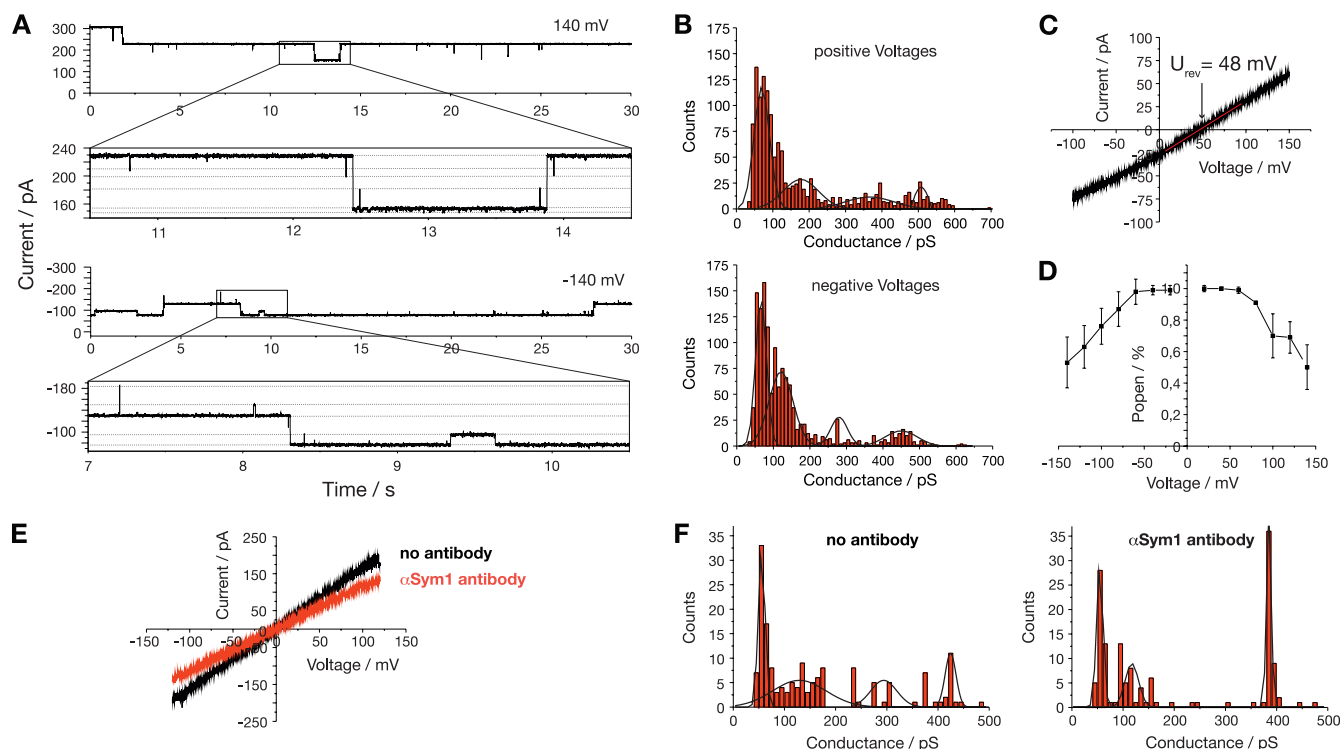 A
140 mV
300
200
100
0
0 5 10 15 20 25 30
240
200
160
11 12 13 14
Current / pA
-300
-200
-100
0
-140 mV
0 5 10 15 20 25 30
-180
-100
7 8 9 10
Time / s
B
positive Voltages
175
150
125
100
75
50
25
0
Counts
0 100 200 300 400 500 600 700
Conductance / pS
negative Voltages
175
150
125
100
75
50
25
0
Counts
0 100 200 300 400 500 600 700
Conductance / pS
C
Current / pA
100
75
50
25
0
-25
-50
-75
-100
Urev = 48 mV
-150 -100 -50 0 50 100 150 200
Voltage / mV
D
Popen / %
1,0
0,8
0,6
0,4
0,2
0
-150 -100 -50 0 50 100 150
Voltage / mV
E
Current / pA
250
200
150
100
50
0
-50
-100
-150
-200
-250
no antibody
αSym1 antibody
-150 -100 -50 0 50 100 150
Voltage / mV
F
no antibody
35
30
25
20
15
10
5
0
Counts
0 100 200 300 400 500
Conductance / pS
αSym1 antibody
35
30
25
20
15
10
5
0
Counts
0 100 200 300 400 500
Conductance / pS